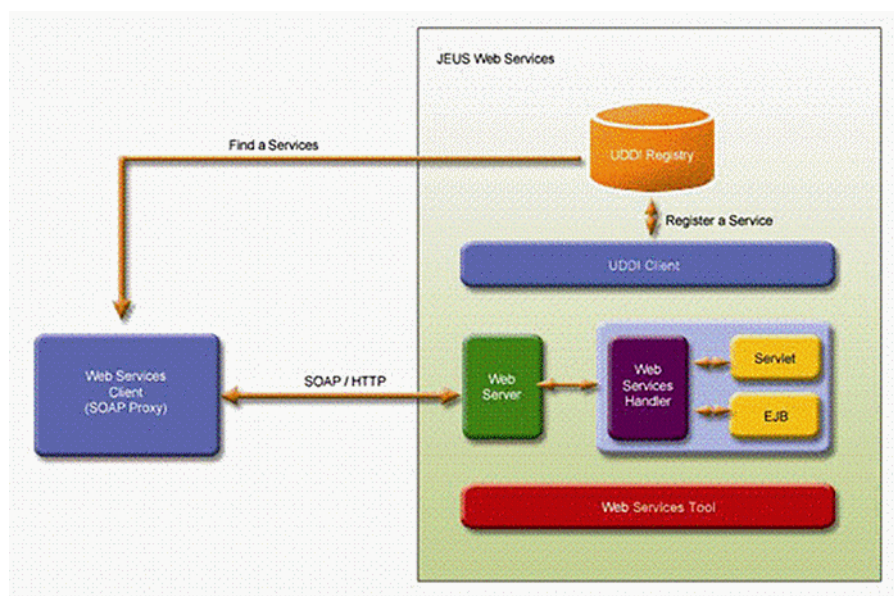 JEUS Web Services
UDDI Registry
Find a Services
Register a Service
UDDI Client
Web Services
Client
(SOAP Proxy)
SOAP / HTTP
Web
Server
Web
Services
Handler
Servlet
EJB
Web Services Tool